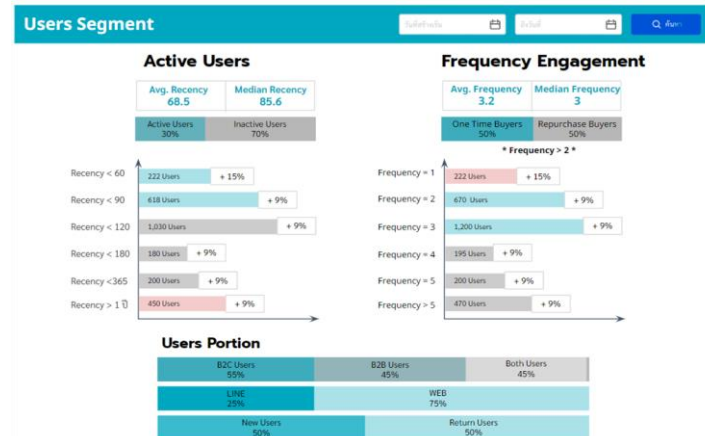 Users Segment
ค้นหา
Active Users
Avg. Recency
68.5
Median Recency
85.6
Active Users
30%
Inactive Users
70%
Recency < 60
222 Users
+ 15%
Recency < 90
618 Users
+ 9%
Recency < 120
1,030 Users
+ 9%
Recency < 180
180 Users
+ 9%
Recency <365
200 Users
+ 9%
Recency > 1 ปี
450 Users
+ 9%
Frequency Engagement
Avg. Frequency
3.2
Median Frequency
3
One Time Buyers
50%
Repurchase Buyers
50%
* Frequency > 2 *
Frequency = 1
222 Users
+ 15%
Frequency = 2
670 Users
+ 9%
Frequency = 3
1,200 Users
+ 9%
Frequency = 4
195 Users
+ 9%
Frequency = 5
200 Users
+ 9%
Frequency > 5
470 Users
+ 9%
Users Portion
B2C Users
55%
B2B Users
45%
Both Users
45%
LINE
25%
WEB
75%
New Users
50%
Return Users
50%